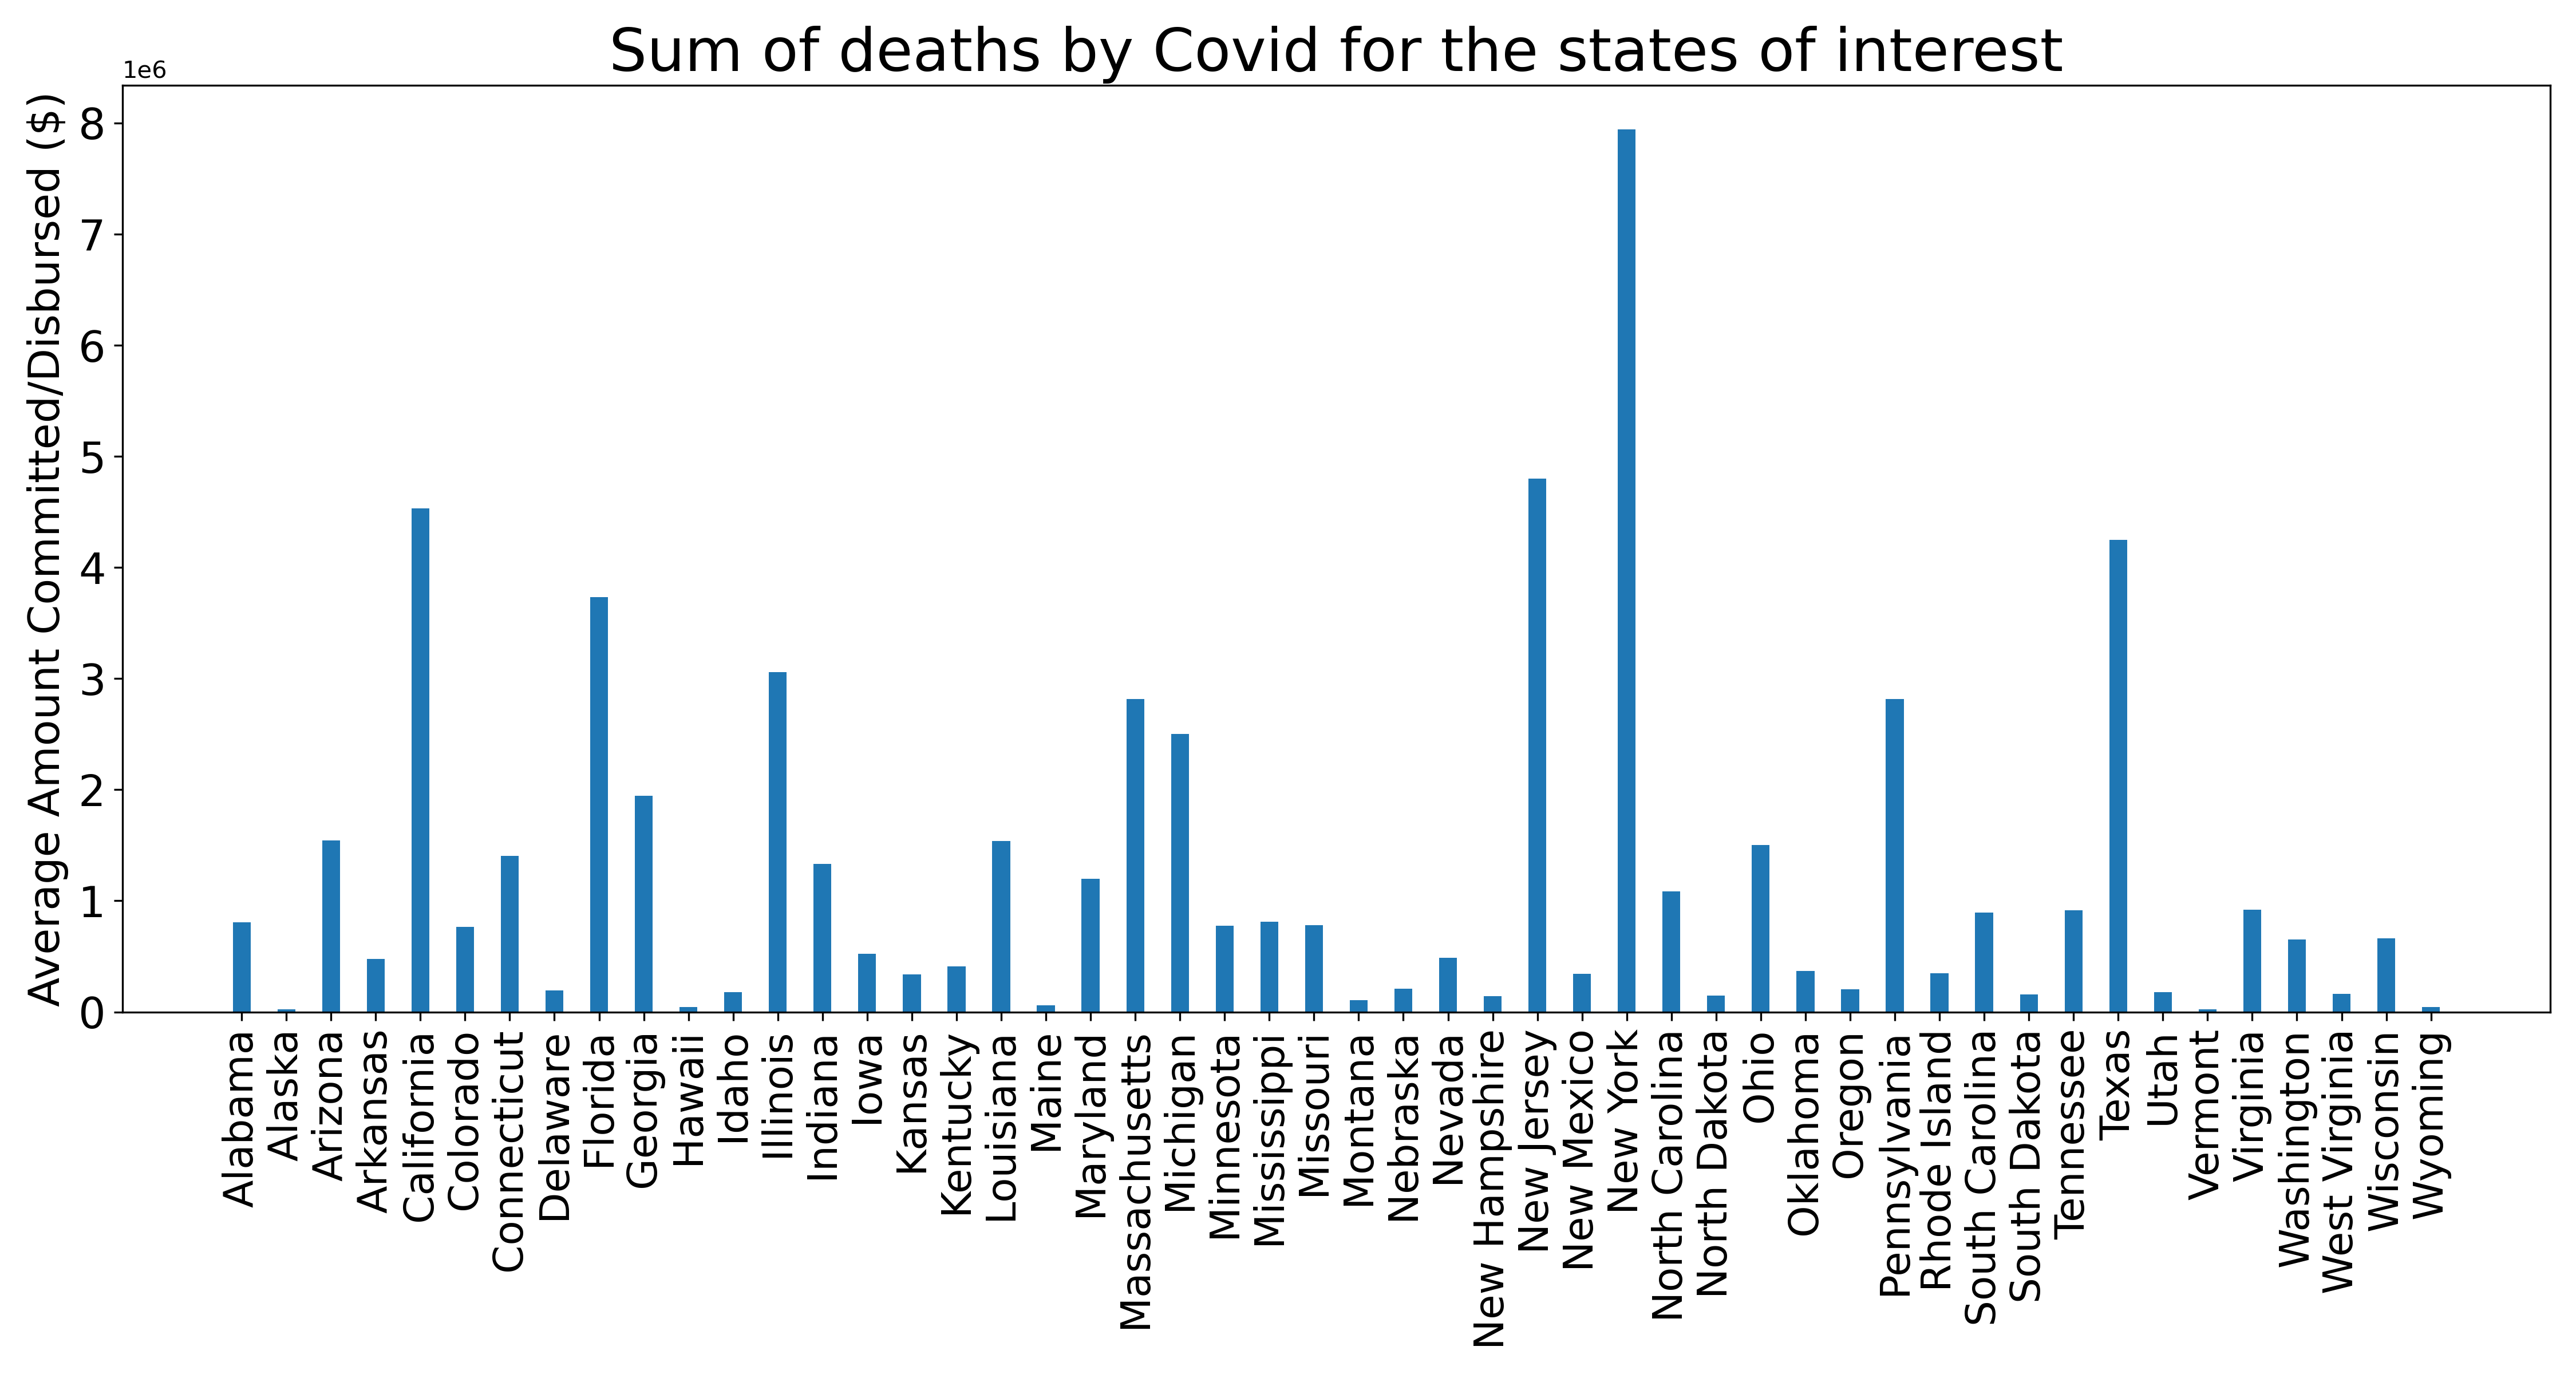 Sum of deaths by Covid for the states of interest
1e6
Average Amount Committed/Disbursed ($)
8
7
6
5
4
3
2
1
0
Alabama
Alaska
Arizona
Arkansas
California
Colorado
Connecticut
Delaware
Florida
Georgia
Hawaii
Idaho
Illinois
Indiana
Iowa
Kansas
Kentucky
Louisiana
Maine
Maryland
Massachusetts
Michigan
Minnesota
Mississippi
Missouri
Montana
Nebraska
Nevada
New Hampshire
New Jersey
New Mexico
New York
North Carolina
North Dakota
Ohio
Oklahoma
Oregon
Pennsylvania
Rhode Island
South Carolina
South Dakota
Tennessee
Texas
Utah
Vermont
Virginia
Washington
West Virginia
Wisconsin
Wyoming